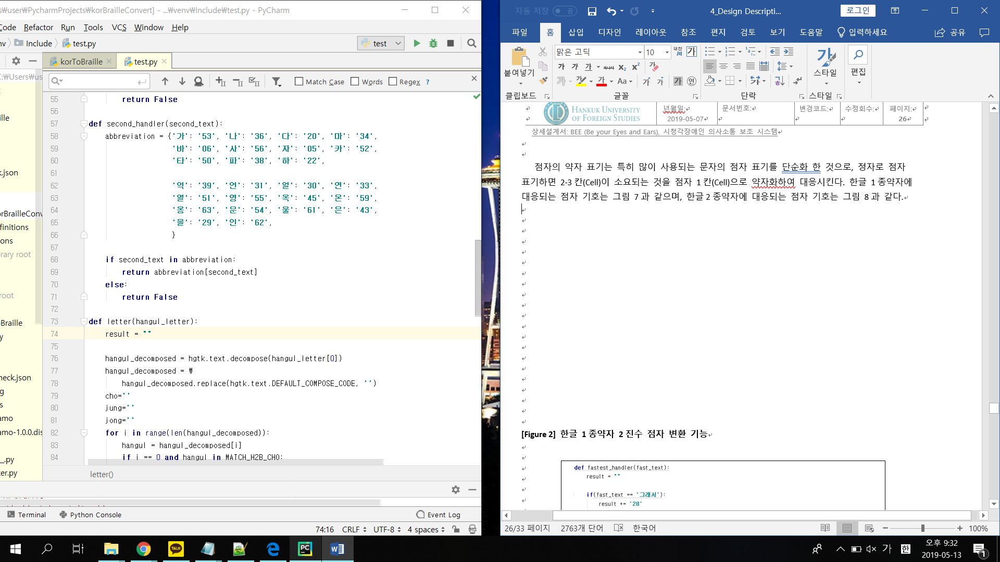 s\user\PycharmProjects\korBrailleConvert] - ...\venv\Include\test.py - PyCharm
Code Refactor Run Tools VCS Window Help
nv Include test.py
test
korToBraille
test.py
Match Case Words Regex ?
C:\Users\us
ille
k.json
rBrailleConv
finitions
ons
rary root
root
oBraille
y
neck.json
g
s
amo
amo-1.0.0.dis
_.py
ter.py
55 return False
56
57 def second_handler(second_text):
58 abbreviation = {'가': '53', '나': '36', '다': '20', '마': '34',
59 '바': '06', '사': '56', '자': '05', '카': '52',
60 '타': '50', '파': '38', '하': '22',
61
62 '억': '39', '언': '31', '얼': '30', '연': '33',
63 '열': '51', '영': '55', '옥': '45', '온': '59',
64 '옹': '63', '운': '54', '울': '61', '은': '43',
65 '을': '29', '인': '62',
66 }
67
68 if second_text in abbreviation:
69 return abbreviation[second_text]
70 else:
71 return False
72
73 def letter(hangul_letter):
74 result = ""
75
76 hangul_decomposed = hgtk.text.decompose(hangul_letter[0])
77 hangul_decomposed = \
78 hangul_decomposed.replace(hgtk.text.DEFAULT_COMPOSE_CODE, '')
79 cho=''
80 jung=''
81 jong=''
82 for i in range(len(hangul_decomposed)):
83 hangul = hangul_decomposed[i]
84 if i == 0 and hangul in MATCH_H2B_CHO:
letter()
Terminal Python Console Event Log
74:16 CRLF UTF-8 4 spaces
자동 저장 끔 4_Design Descripti... 로그인
파일 홈 삽입 디자인 레이아웃 참조 편지 검토 보기 도움말 입력하세요 공유
붙여넣기
맑은 고딕 10 내천 가
가 가 가 X₂ X²
가 가 Aa 가 가 가
스타일
편집
클립보드 글꼴 단락 스타일
HANKUK UNIVERSITY
OF FOREIGN STUDIES
년월일:
2019-05-07
문서번호:
변경코드:
수정회수:
페이지:
26
상세설계서: BEE (Be your Eyes and Ears), 시청각장애인 의사소통 보조 시스템
점자의 약자 표기는 특히 많이 사용되는 문자의 점자 표기를 단순화 한 것으로, 정자로 점자
표기하면 2-3 칸(Cell)이 소요되는 것을 점자 1 칸(Cell)으로 약자화하여 대응시킨다. 한글 1 종약자에
대응되는 점자 기호는 그림 7 과 같으며, 한글 2 종약자에 대응되는 점자 기호는 그림 8 과 같다.
[Figure 2] 한글 1 종약자 2 진수 점자 변환 기능
def fastest_handler(fast_text):
result = ""
if(fast_text == '그래서'):
result += '28'
26/33 페이지 2763개 단어 한국어 100%
TALK
PC
가 한
오후 9:32
2019-05-13
1